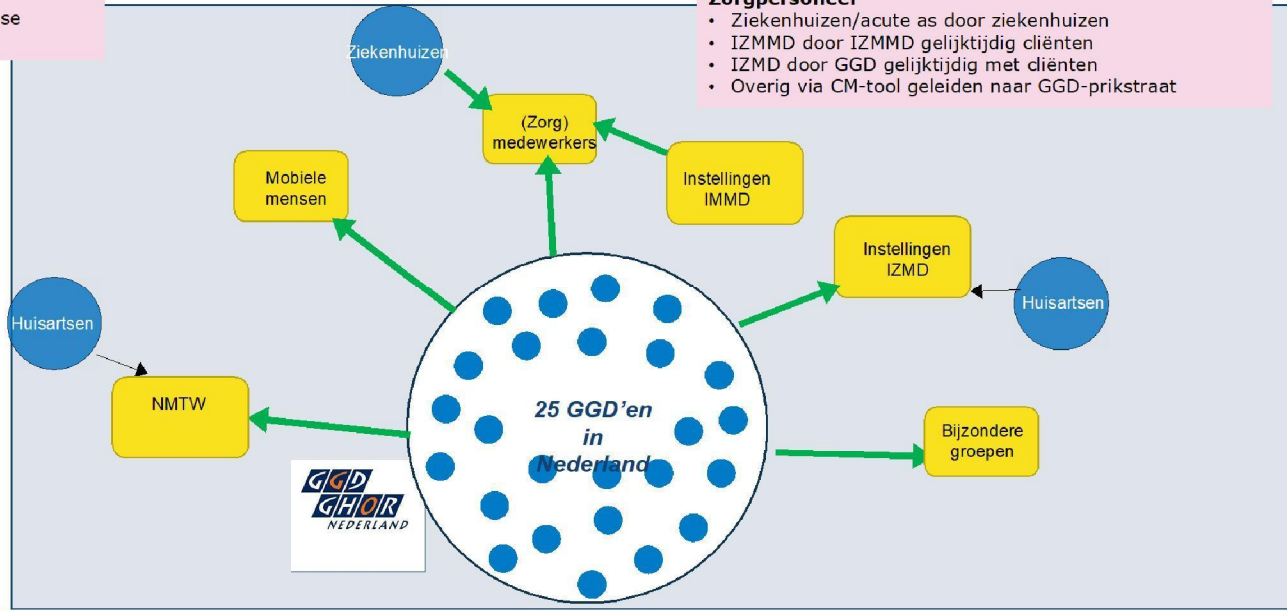 se
Zorgpersoneel
• Ziekenhuizen/acute as door ziekenhuizen
• IZMMD door IZMMD gelijktijdig cliënten
• IZMD door GGD gelijktijdig met cliënten
• Overig via CM-tool geleiden naar GGD-prikstraat
Ziekenhuizen
(Zorg)
medewerkers
Mobiele
mensen
Instellingen
IMMD
Instellingen
IZMD
Huisartsen
Huisartsen
NMTW
25 GGD'en
in
Nederland
Bijzondere
groepen
GGD
GHOR
NEDERLAND